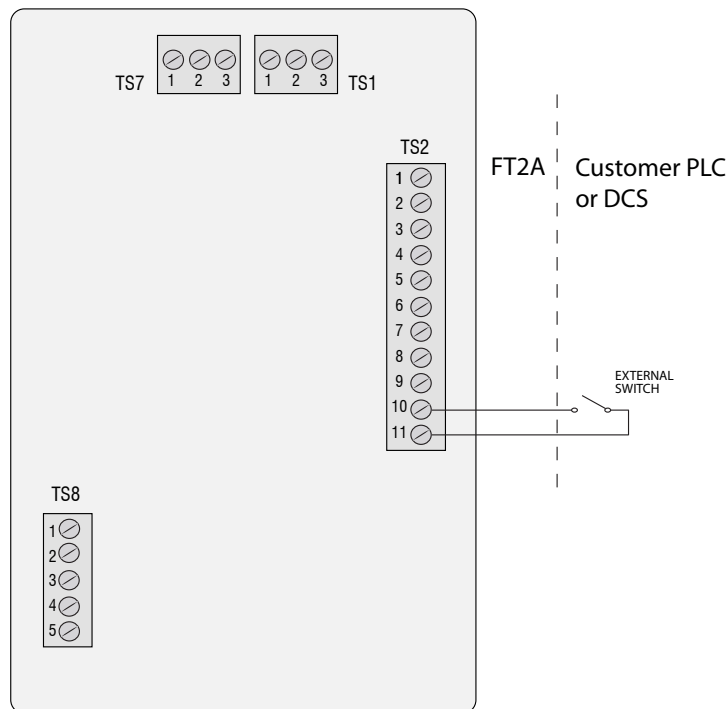 TS7
1 2 3
1 2 3
TS1
TS2
1
2
3
4
5
6
7
8
9
10
11
FT2A
Customer PLC
or DCS
EXTERNAL
SWITCH
TS8
1
2
3
4
5